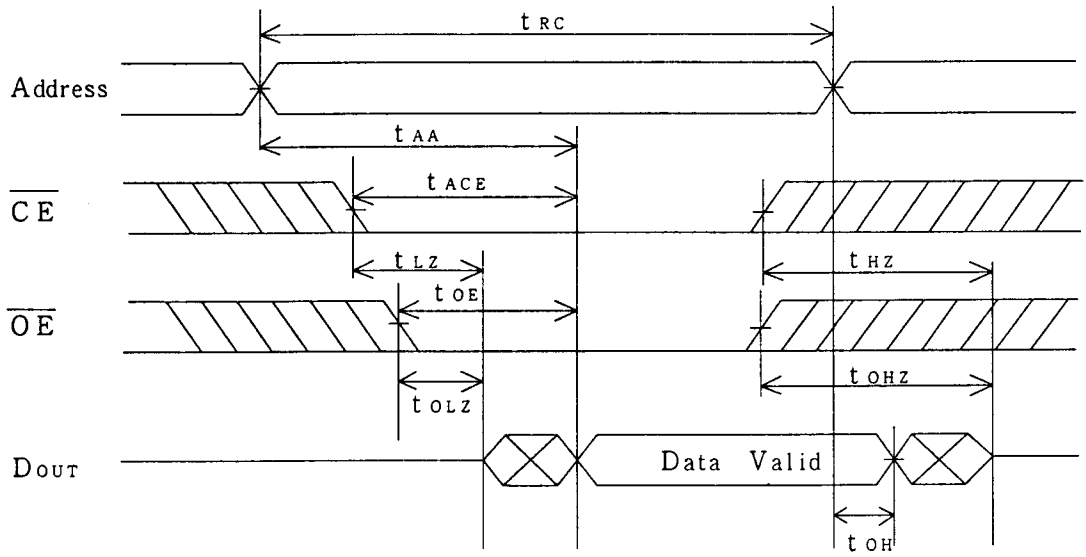 t RC
Address
t AA
t ACE
CE
t LZ
t HZ
t OE
OE
t OHZ
t OLZ
DOUT
Data Valid
t OH